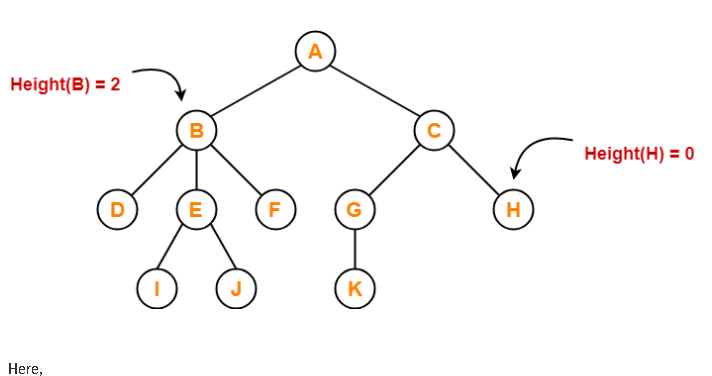 A
Height(B) = 2
B
C
Height(H) = 0
D
E
F
G
H
I
J
K
Here,